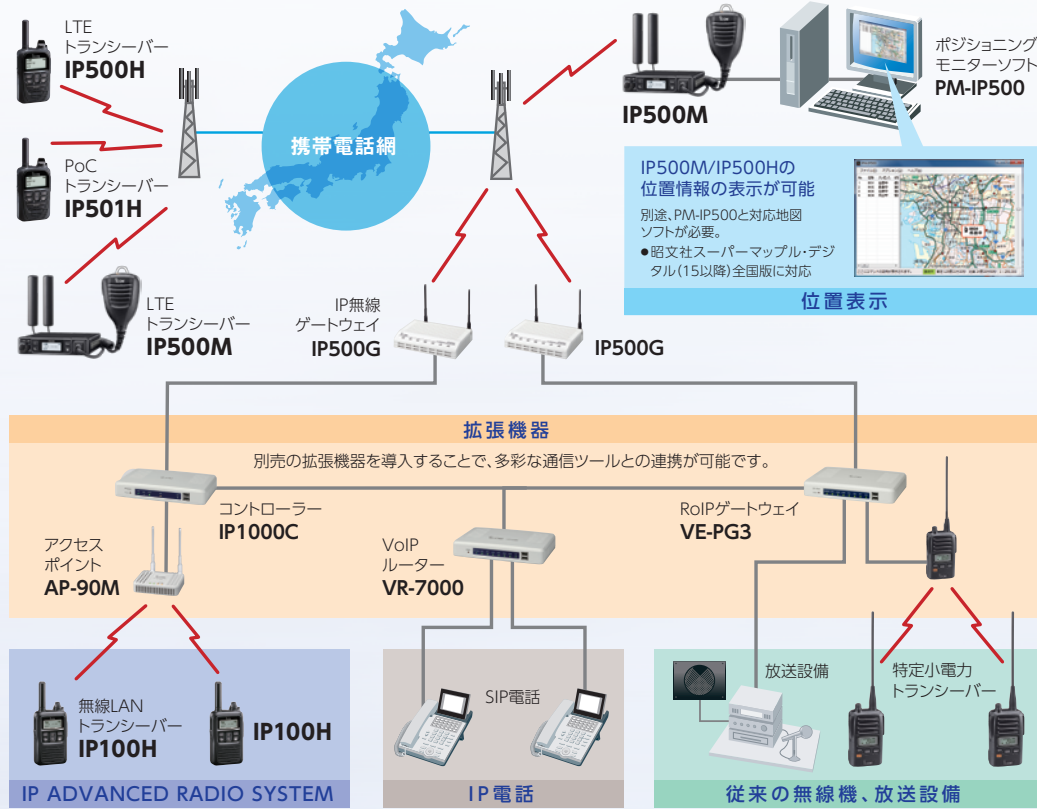 LTE
トランシーバー
IP500H
PoC
トランシーバー
IP501H
LTE
トランシーバー
IP500M
携帯電話網
IP500M
ポジショニング
モニターソフト
PM-IP500
IP500M/IP500Hの
位置情報の表示が可能
別途、PM-IP500と対応地図
ソフトが必要。
●昭文社スーパーマップル・デジ
タル(15以降)全国版に対応
位置表示
IP無線
ゲートウェイ
IP500G
IP500G
拡張機器
別売の拡張機器を導入することで、多彩な通信ツールとの連携が可能です。
コントローラー
IP1000C
アクセス
ポイント
AP-90M
VoIP
ルーター
VR-7000
RoIPゲートウェイ
VE-PG3
無線LAN
トランシーバー
IP100H
IP100H
IP ADVANCED RADIO SYSTEM
SIP電話
IP電話
放送設備
特定小電力
トランシーバー
従来の無線機、放送設備